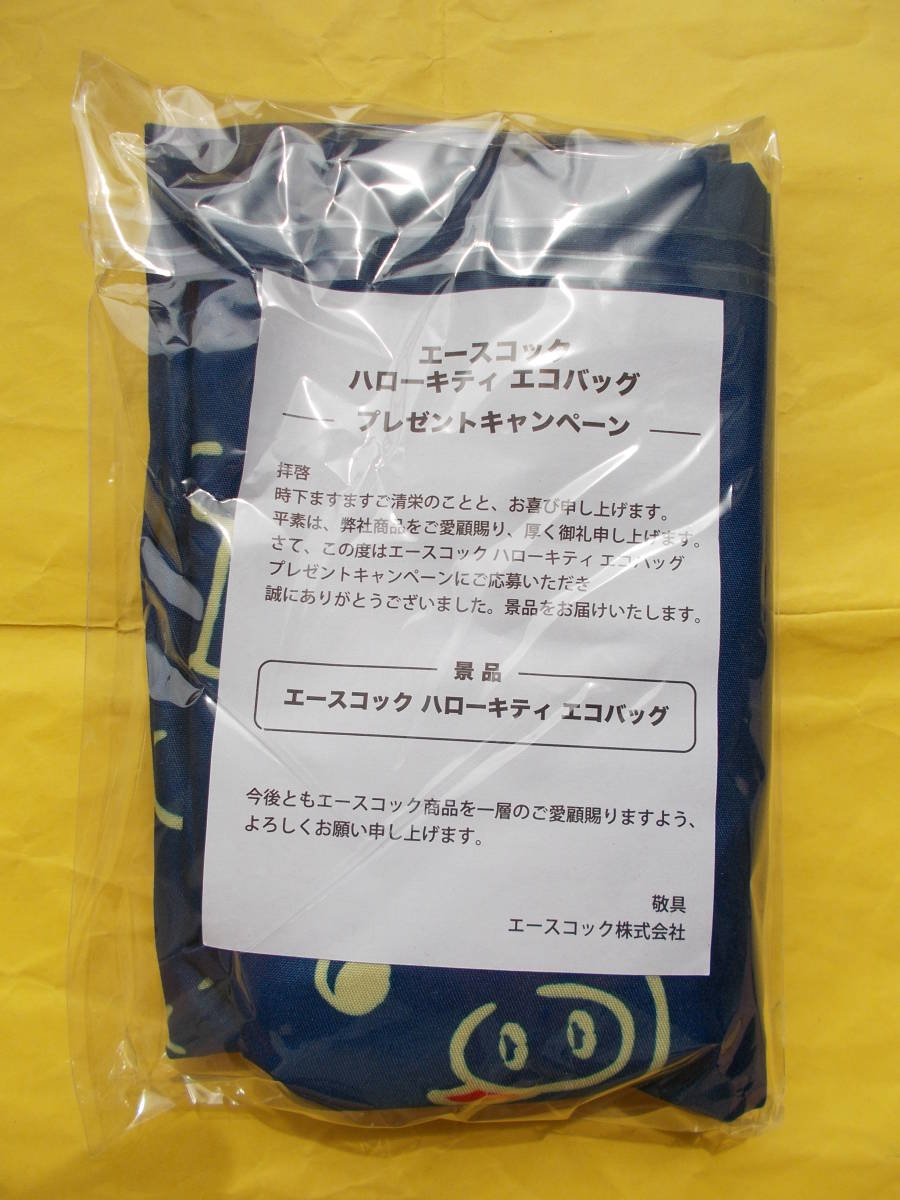 エースコック
ハローキティ エコバッグ
プレゼントキャンペーン
拝啓
時下ますますご清栄のことと、お喜び申し上げます。
平素は、弊社商品をご愛顧賜り、厚く御礼申し上げます。
さて、この度はエースコック ハローキティ エコバッグ
プレゼントキャンペーンにご応募いただき
誠にありがとうございました。景品をお届けいたします。
景品
エースコック ハローキティ エコバッグ
今後ともエースコック商品を一層のご愛顧賜りますよう、
よろしくお願い申し上げます。
敬具
エースコック株式会社